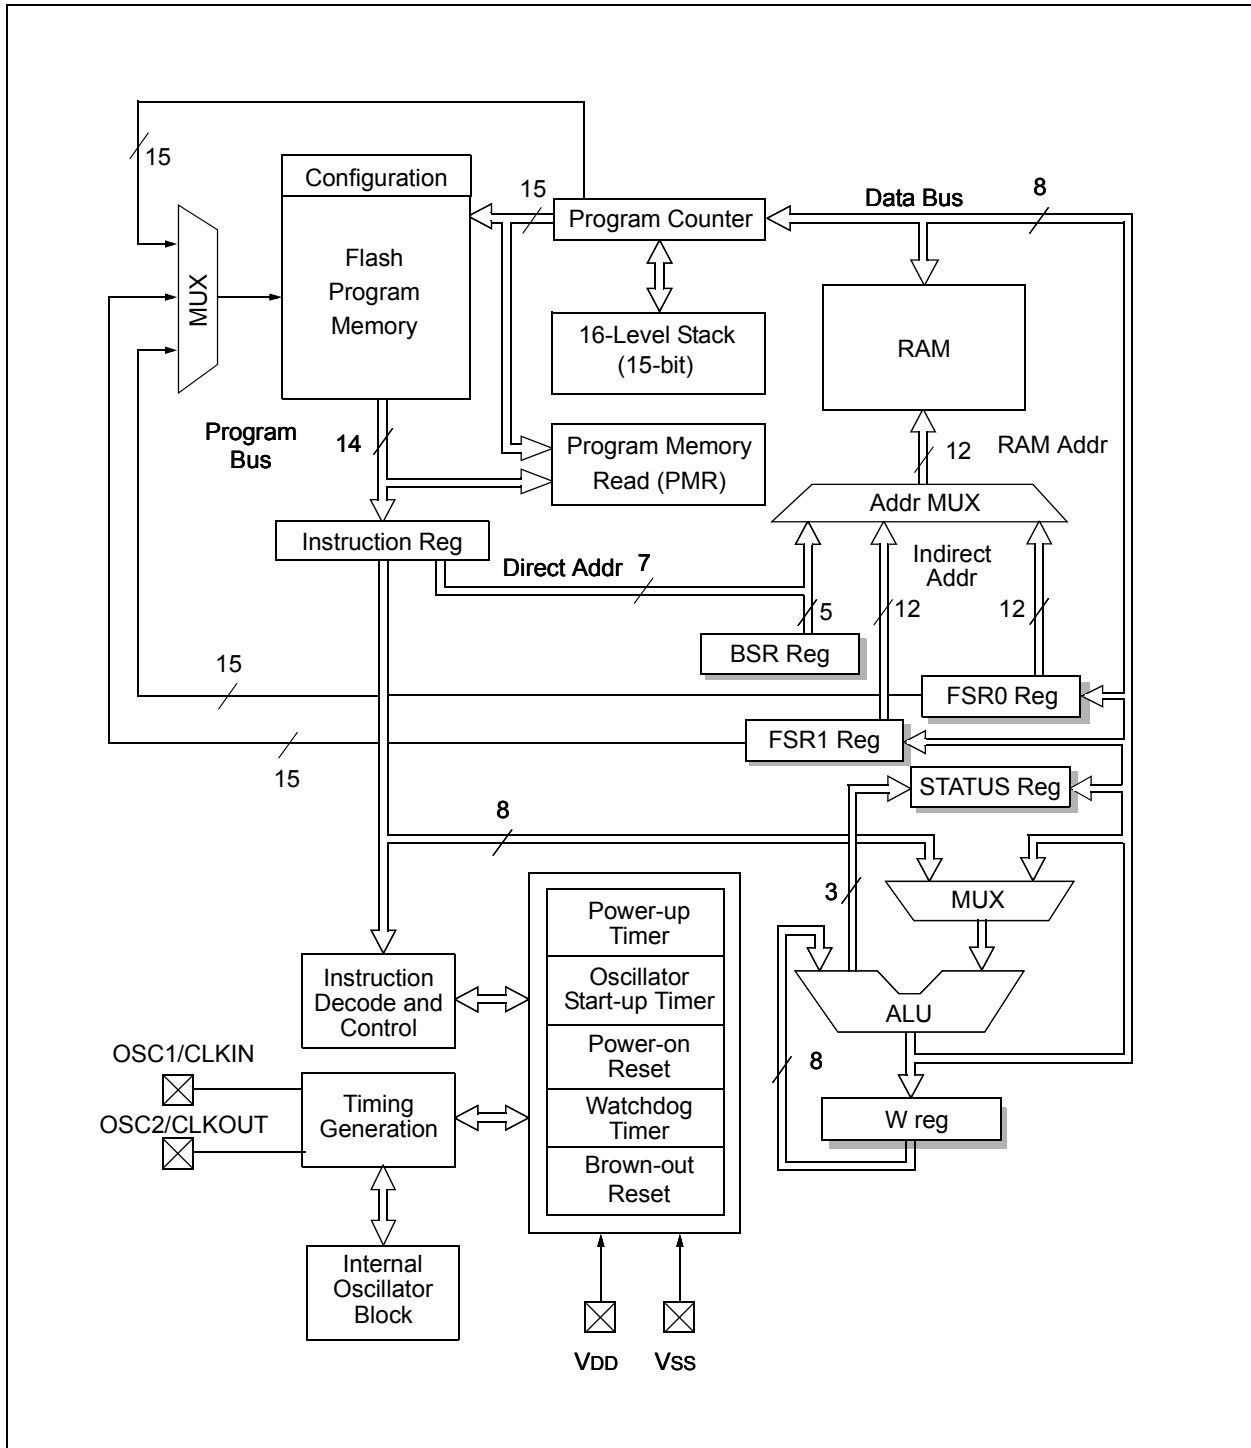 15
Configuration
Flash
Program
Memory
MUX
15
Program Counter
Data Bus
8
16-Level Stack
(15-bit)
RAM
Program
Bus
14
Program Memory
Read (PMR)
12
RAM Addr
Addr MUX
Instruction Reg
Direct Addr
7
Indirect
Addr
5
12
12
BSR Reg
15
FSR0 Reg
15
FSR1 Reg
STATUS Reg
8
3
MUX
ALU
8
W reg
Power-up
Timer
Oscillator
Start-up Timer
Power-on
Reset
Watchdog
Timer
Brown-out
Reset
Instruction
Decode and
Control
OSC1/CLKIN
OSC2/CLKOUT
Timing
Generation
Internal
Oscillator
Block
VDD
VSS